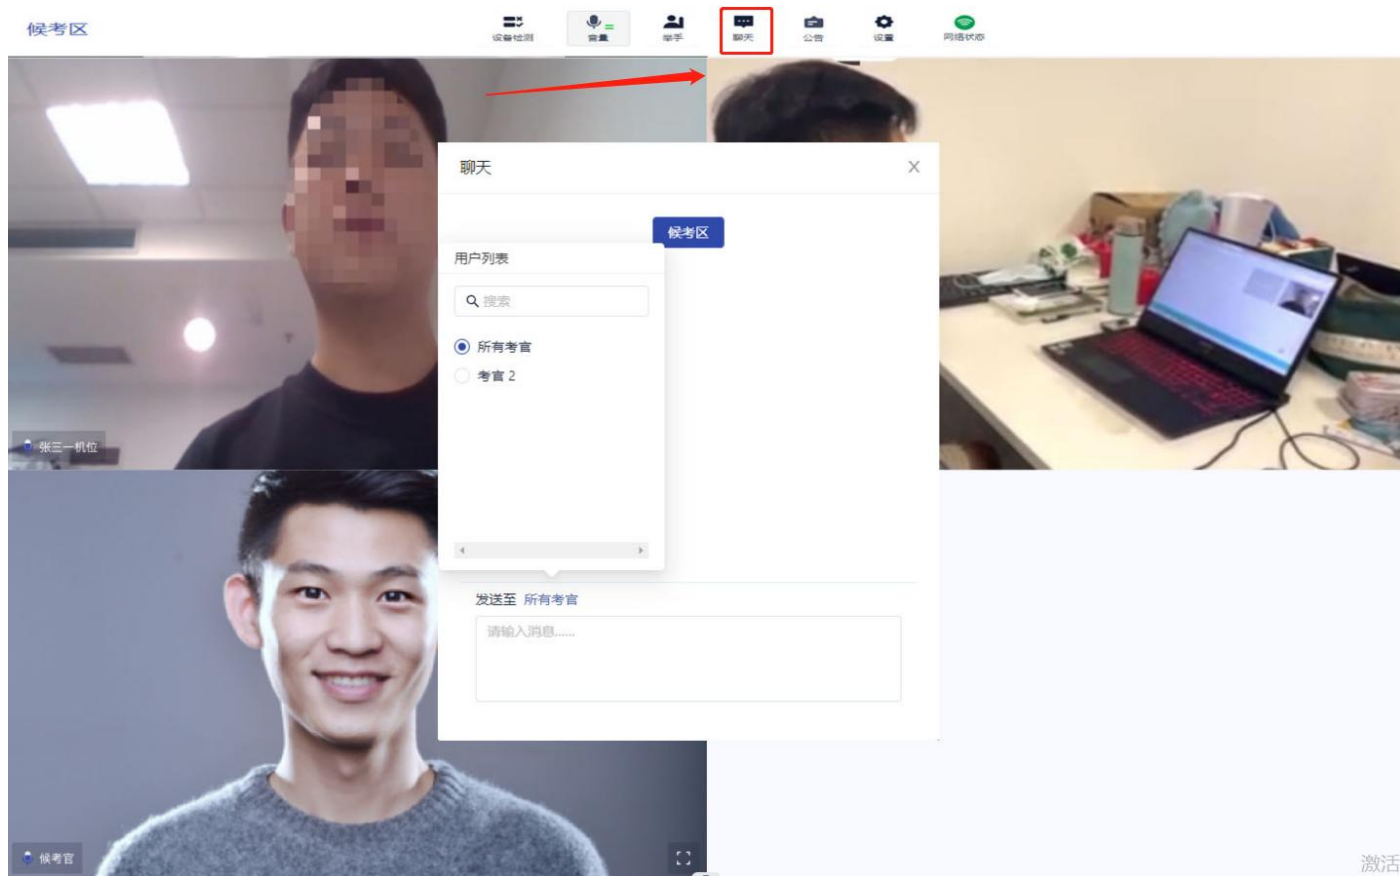 候考区
设备检测
音量
举手
聊天
公告
设置
网络状态
聊天
X
候考区
用户列表
搜索
所有考官
考官 2
张三一机位
发送至 所有考官
请输入消息......
候考官
激活